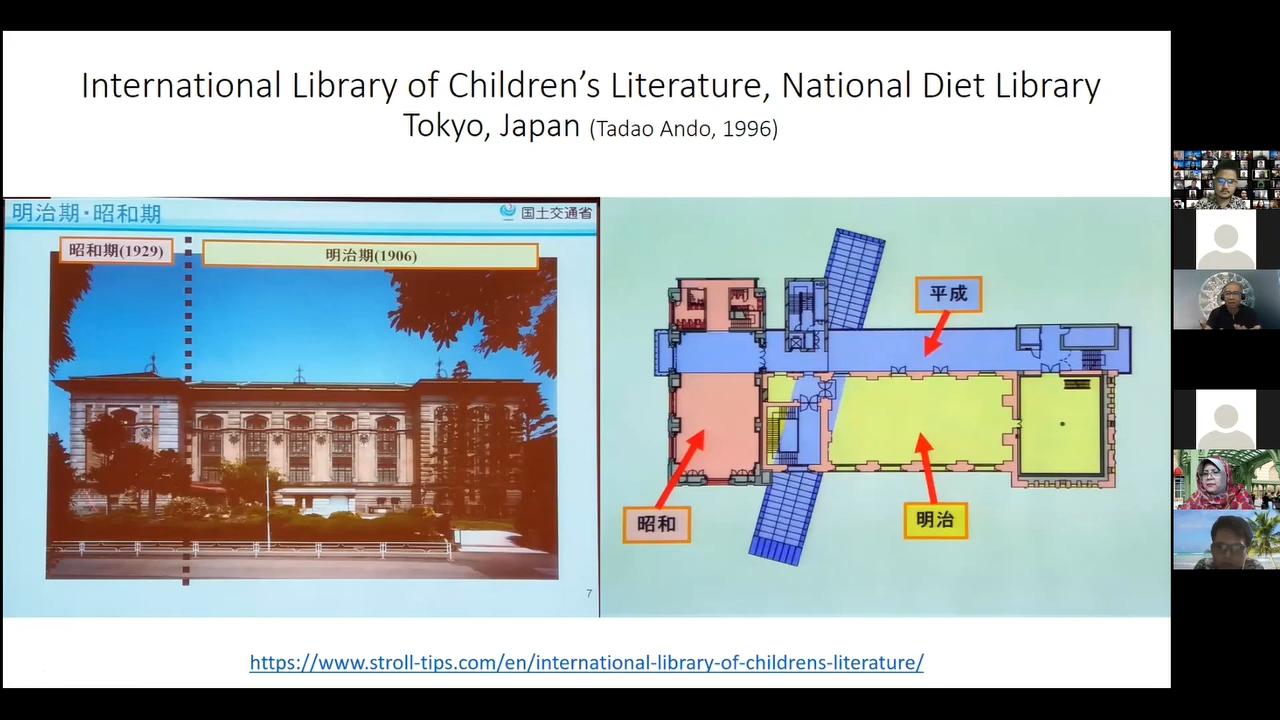 International Library of Children’s Literature, National Diet Library
Tokyo, Japan (Tadao Ando, 1996)
明治期・昭和期
国土交通省
昭和期(1929)
明治期(1906)
7
平成
昭和
明治
https://www.stroll-tips.com/en/international-library-of-childrens-literature/